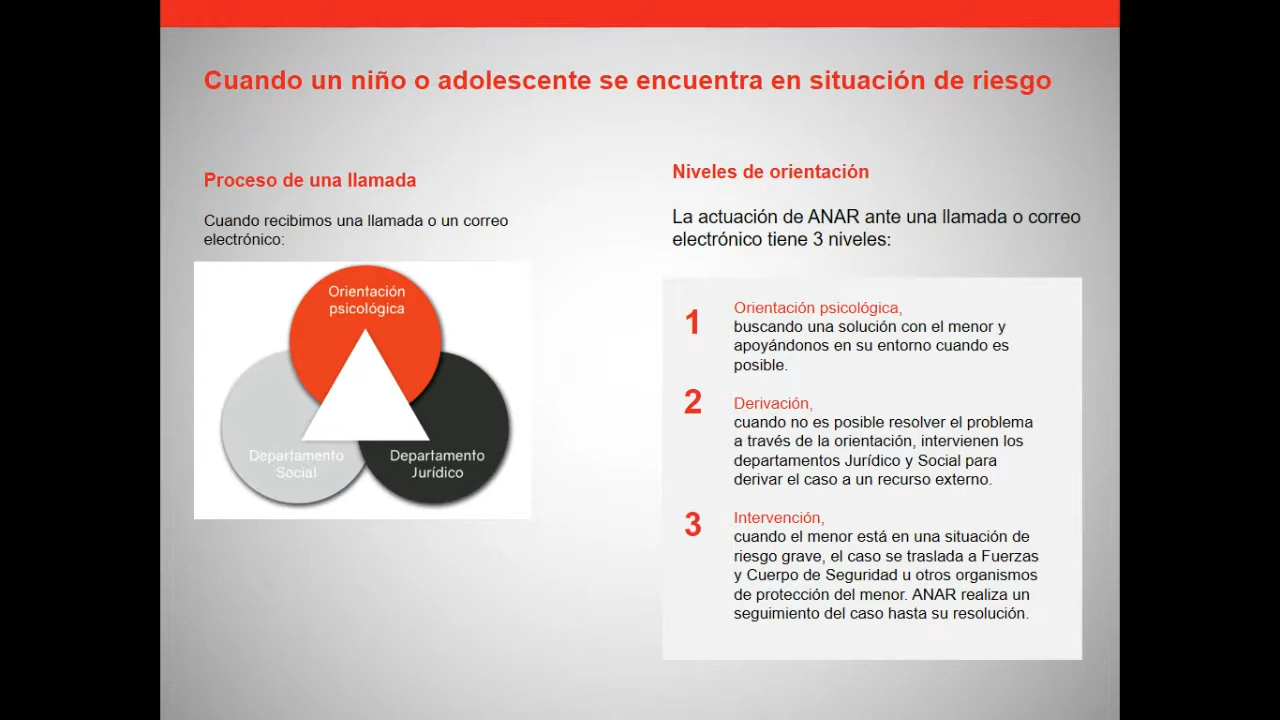 Cuando un niño o adolescente se encuentra en situación de riesgo
Proceso de una llamada
Cuando recibimos una llamada o un correo
electrónico:
Orientación
psicológica
Departamento
Social
Departamento
Jurídico
Niveles de orientación
La actuación de ANAR ante una llamada o correo
electrónico tiene 3 niveles:
1
Orientación psicológica,
buscando una solución con el menor y
apoyándonos en su entorno cuando es
posible.
2
Derivación,
cuando no es posible resolver el problema
a través de la orientación, intervienen los
departamentos Jurídico y Social para
derivar el caso a un recurso externo.
3
Intervención,
cuando el menor está en una situación de
riesgo grave, el caso se traslada a Fuerzas
y Cuerpo de Seguridad u otros organismos
de protección del menor. ANAR realiza un
seguimiento del caso hasta su resolución.